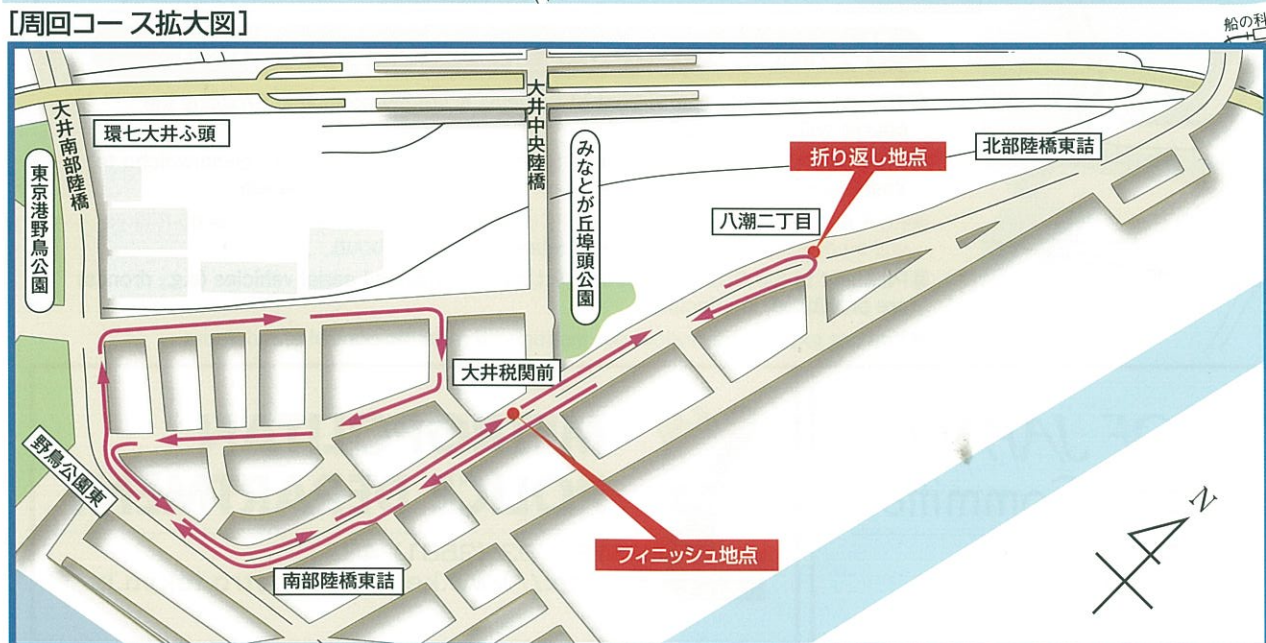 [周回コース拡大図]
船の科
大井南部陸橋
環七大井ふ頭
東京港野鳥公園
大井中央陸橋
みなとが丘埠頭公園
折り返し地点
北部陸橋東詰
八潮二丁目
大井税関前
野鳥公園東
フィニッシュ地点
南部陸橋東詰
N